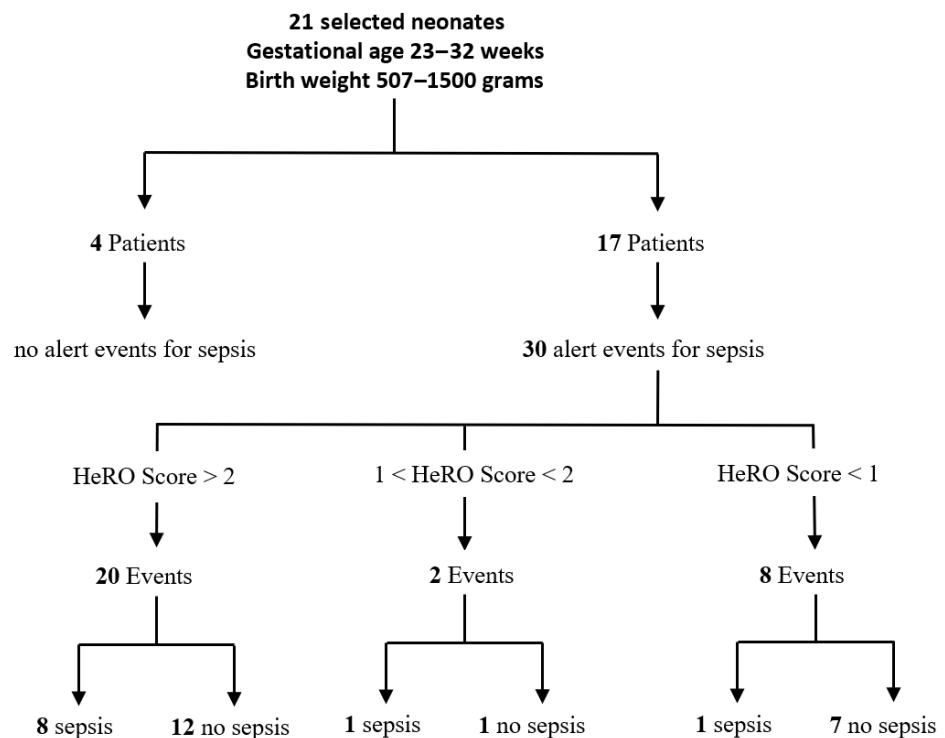 21 selected neonates
Gestational age 23–32 weeks
Birth weight 507–1500 grams
4 Patients
17 Patients
no alert events for sepsis
30 alert events for sepsis
HeRO Score > 2
1 < HeRO Score < 2
HeRO Score < 1
20 Events
2 Events
8 Events
8 sepsis
12 no sepsis
1 sepsis
1 no sepsis
1 sepsis
7 no sepsis